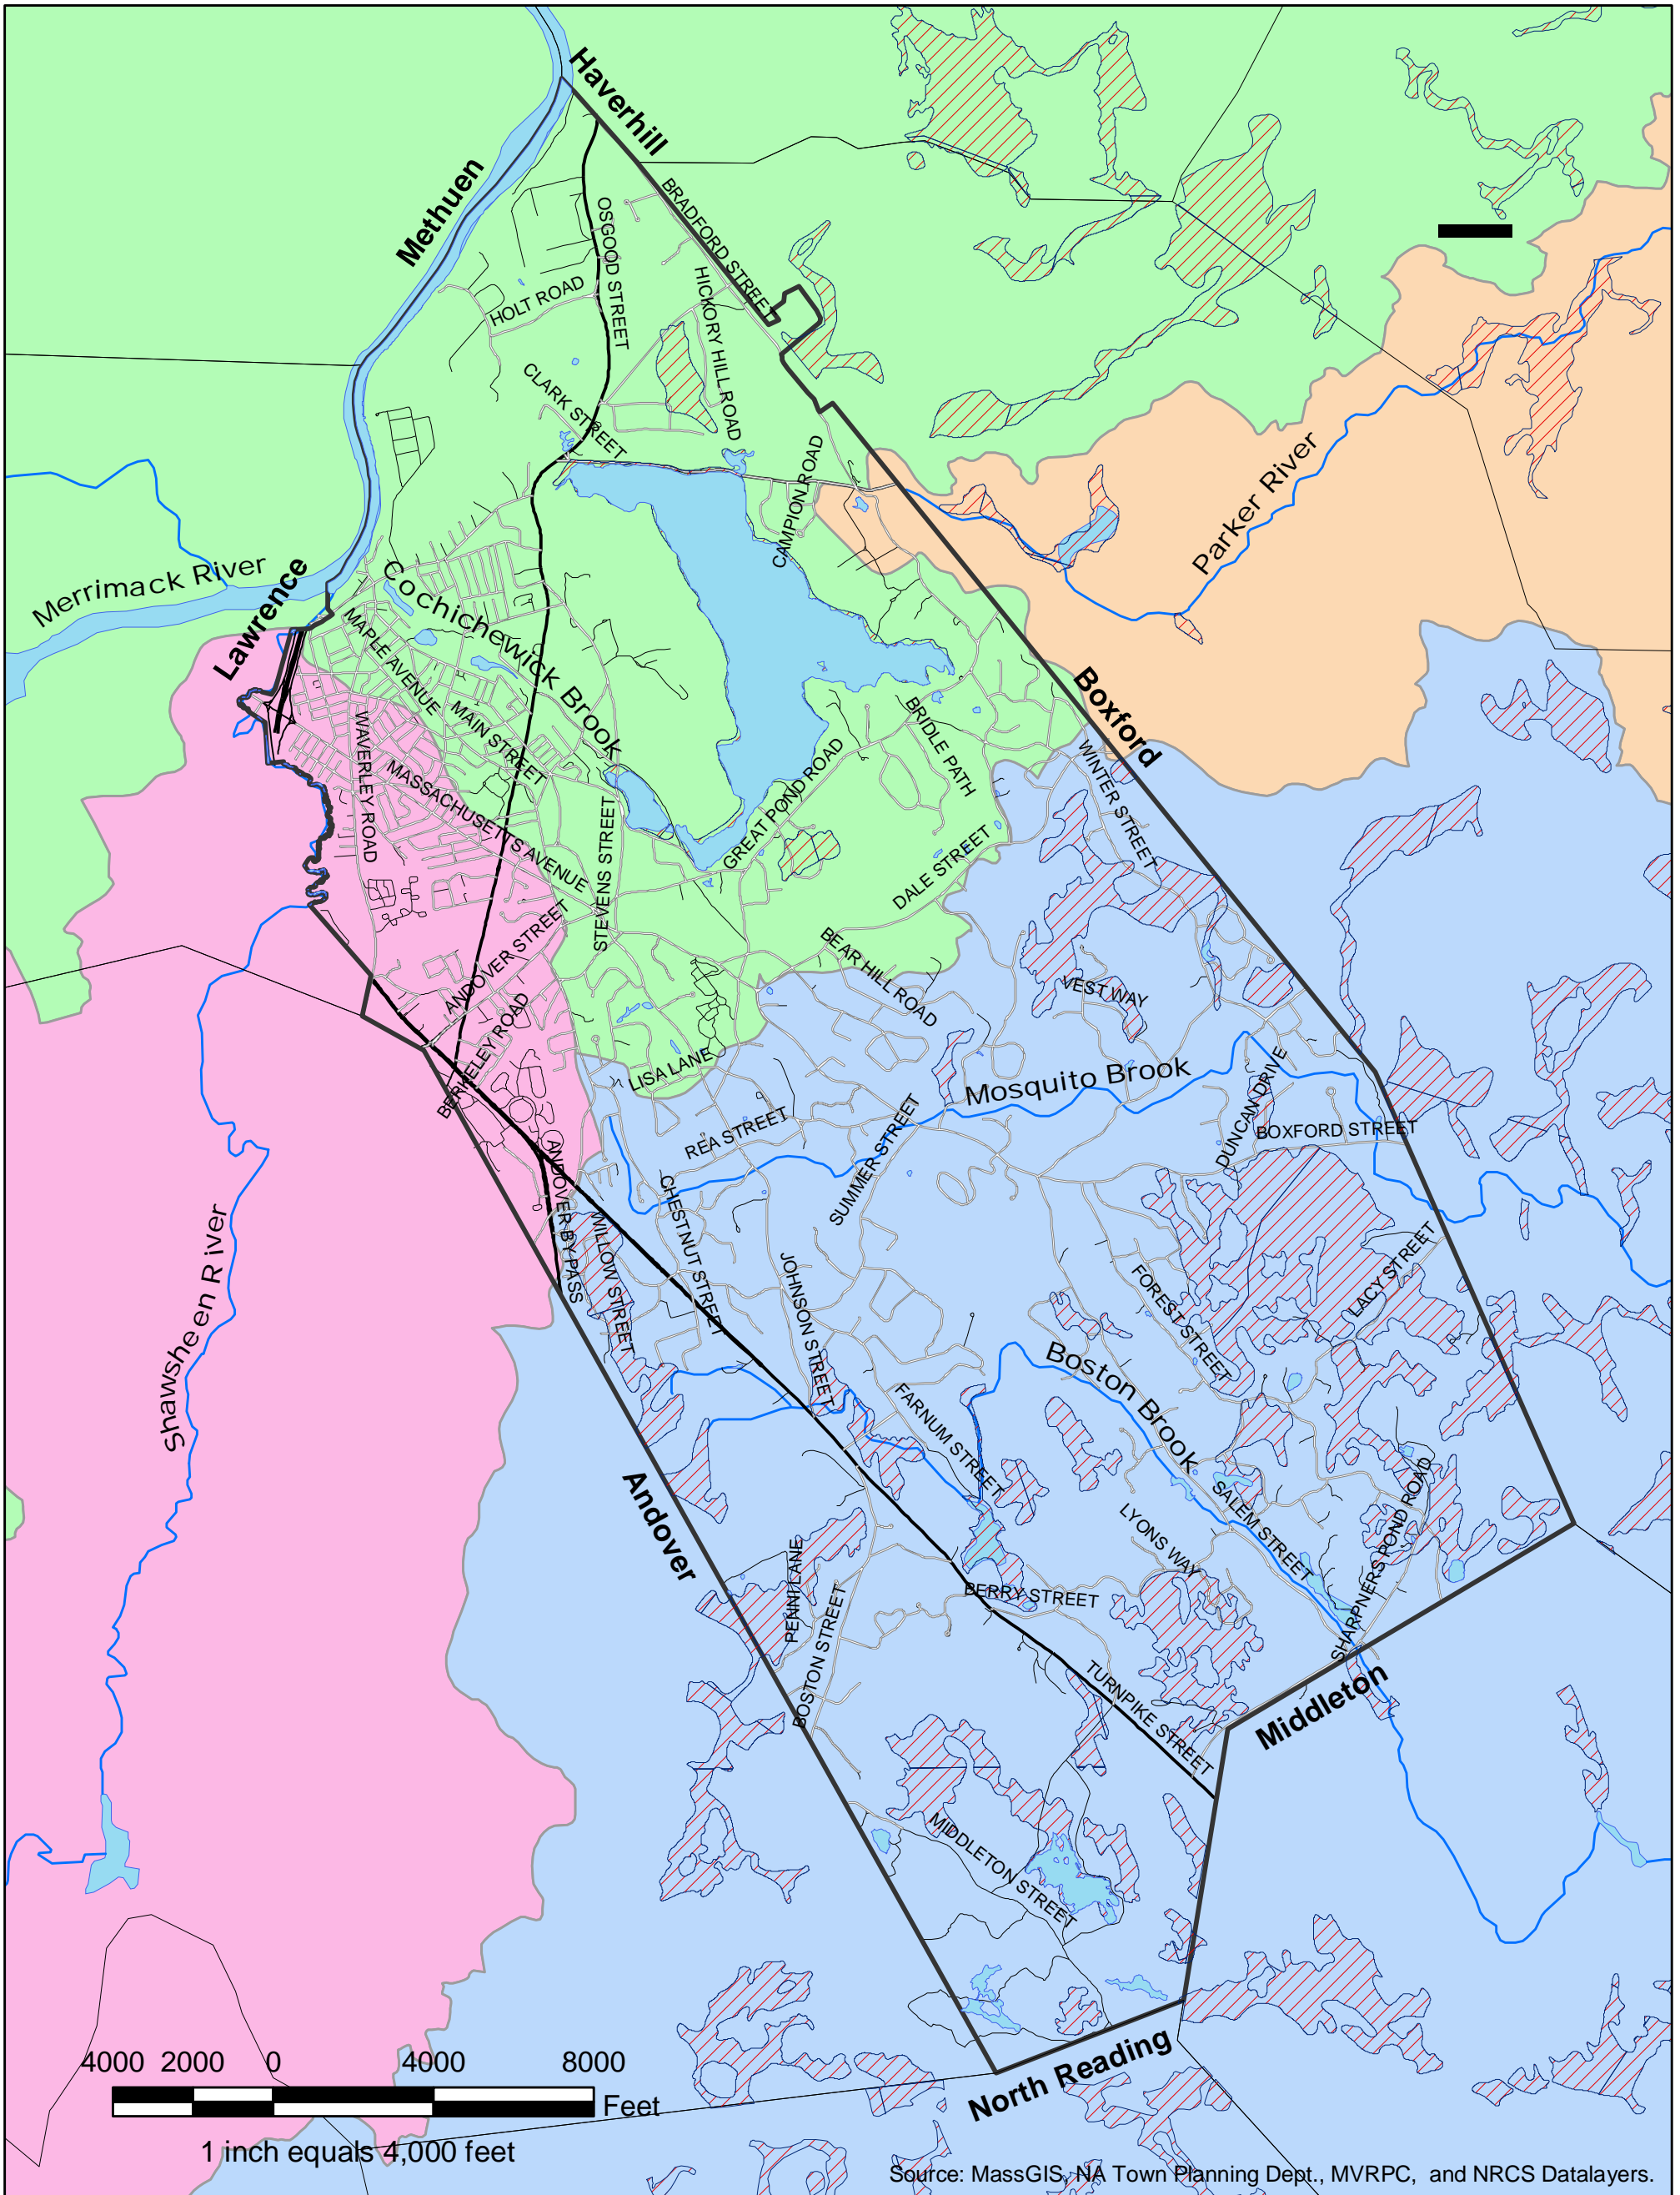 Haverhill
Methuen
BRADFORD STREET
OSGOOD STREET
HOLT ROAD
HICKORY HILL ROAD
CLARK STREET
CAMPION ROAD
Parker River
Merrimack River
Lawrence
Cochichewick Brook
MAPLE AVENUE
MAIN STREET
WAVERLEY ROAD
MASSACHUSETTS AVENUE
Boxford
BRIDLE PATH
WINTER STREET
GREAT POND ROAD
STEVENS STREET
DALE STREET
ANDOVER STREET
BEAR HILL ROAD
VEST WAY
BERKELEY ROAD
LISA LANE
Mosquito Brook
REA STREET
DUNCAN DRIVE
BOXFORD STREET
SUMMER STREET
ANDOVER BY-PASS
WILLOW STREET
CHESTNUT STREET
JOHNSON STREET
Shawsheen River
FOREST STREET
LACY STREET
Boston Brook
FARNUM STREET
Andover
SALEM STREET
LYONS WAY
SHARPNERS POND ROAD
PENNI LANE
BERRY STREET
BOSTON STREET
TURNPIKE STREET
Middleton
MIDDLETON STREET
North Reading
4000 2000 0 4000 8000
Feet
1 inch equals 4,000 feet
Source: MassGIS, NA Town Planning Dept., MVRPC, and NRCS Datalayers.